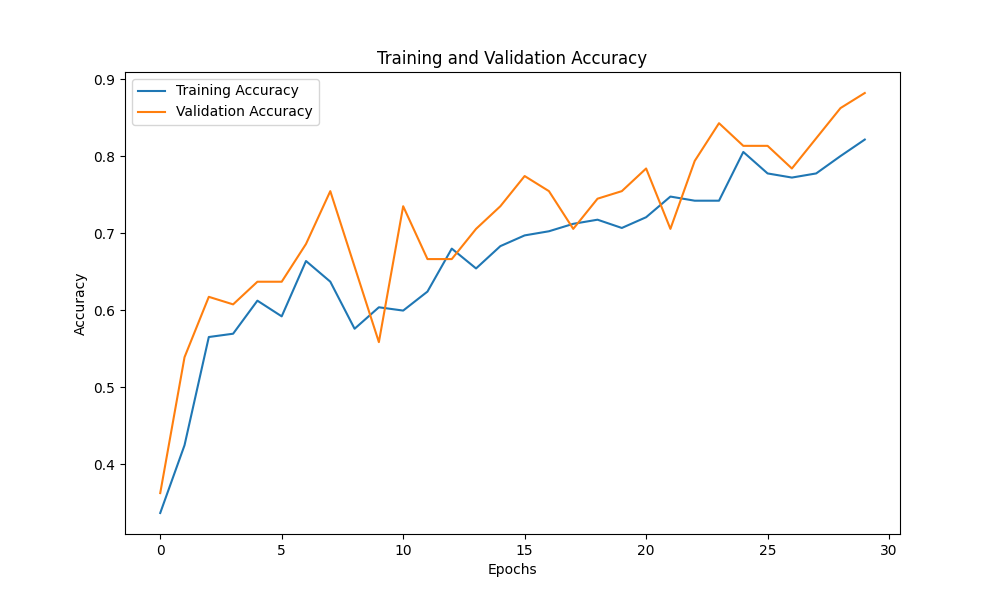 Training and Validation Accuracy
Training Accuracy
Validation Accuracy
0.9
0.8
0.7
0.6
0.5
0.4
Accuracy
0 5 10 15 20 25 30
Epochs